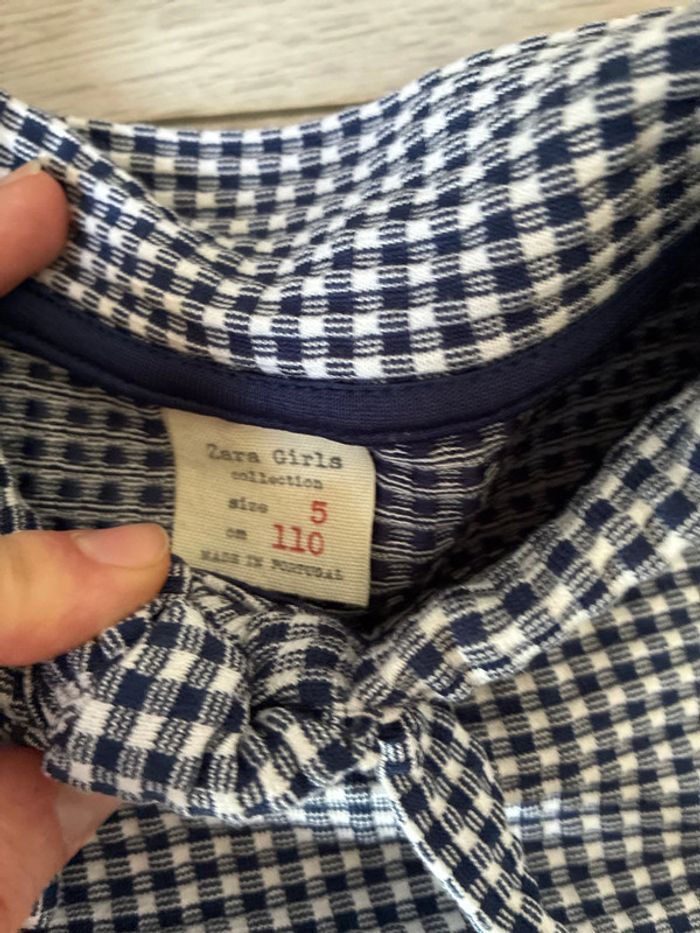 Zara Girls
collection
size 5
cm 110
MADE IN PORTUGAL